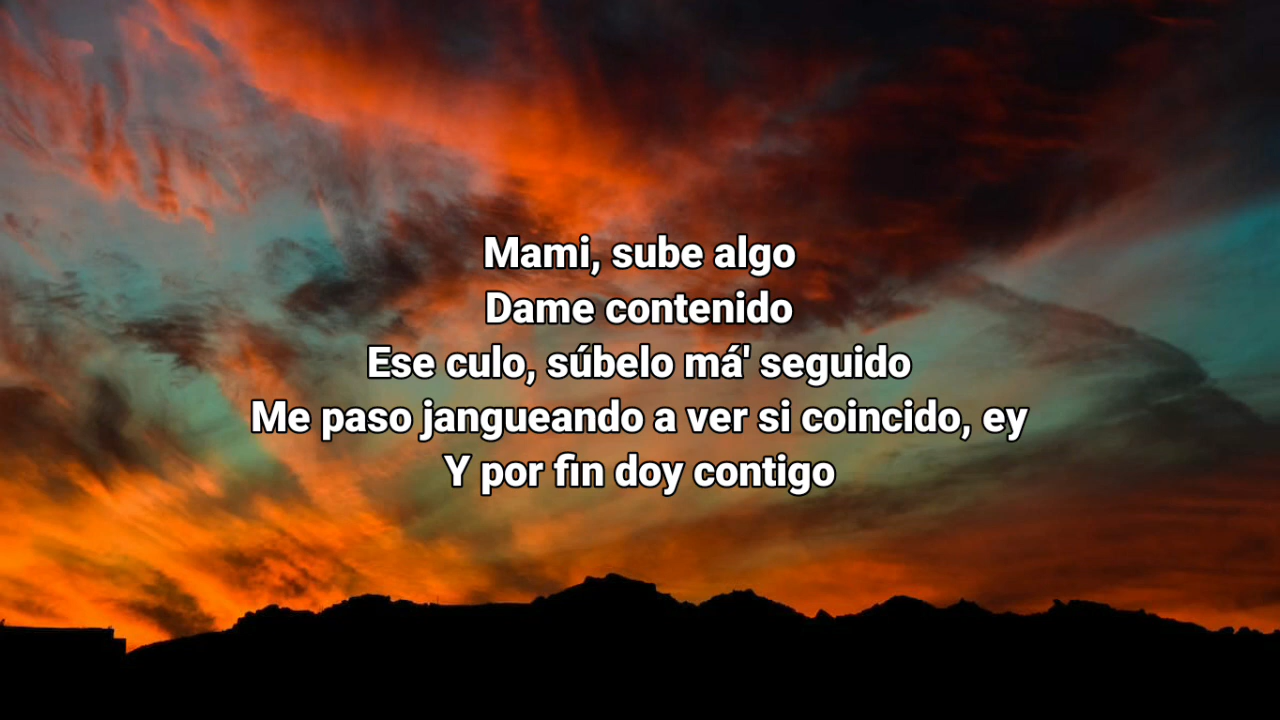 Mami, sube algo
Dame contenido
Ese culo, súbelo má' seguido
Me paso jangueando a ver si coincido, ey
Y por fin doy contigo